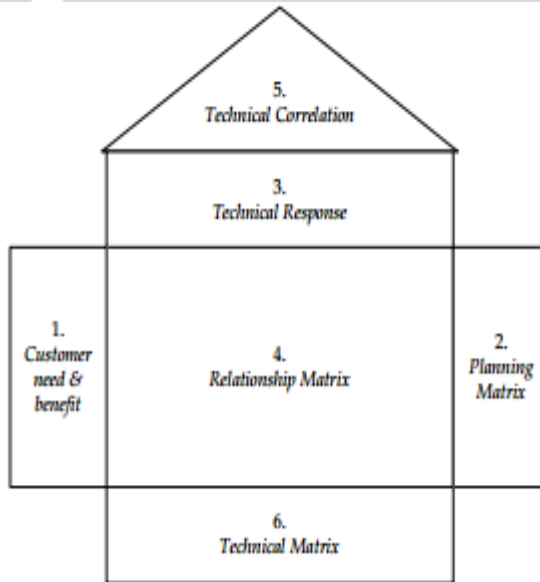 5.
Technical Correlation
3.
Technical Response
1.
Customer
need &
benefit
4.
Relationship Matrix
2.
Planning
Matrix
6.
Technical Matrix